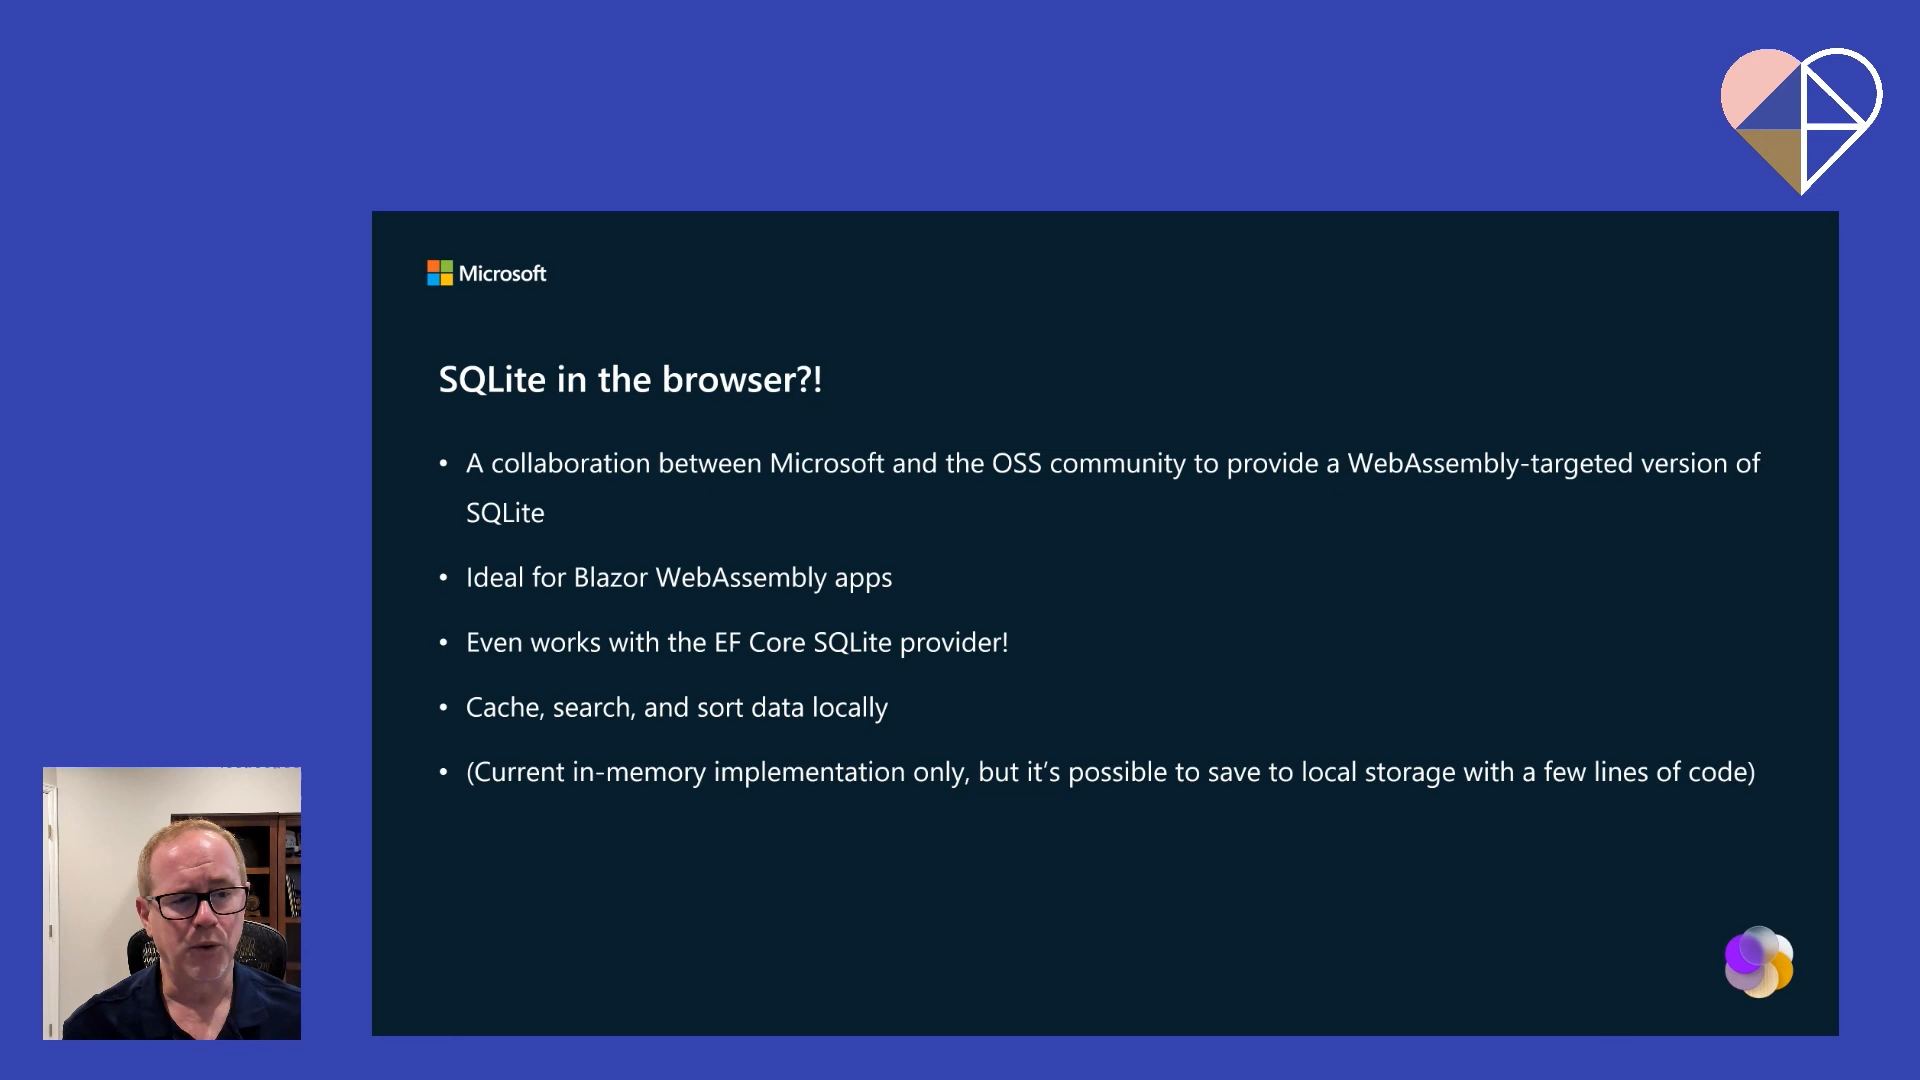 Microsoft
SQLite in the browser?!
• A collaboration between Microsoft and the OSS community to provide a WebAssembly-targeted version of
SQLite
• Ideal for Blazor WebAssembly apps
• Even works with the EF Core SQLite provider!
• Cache, search, and sort data locally
• (Current in-memory implementation only, but it’s possible to save to local storage with a few lines of code)